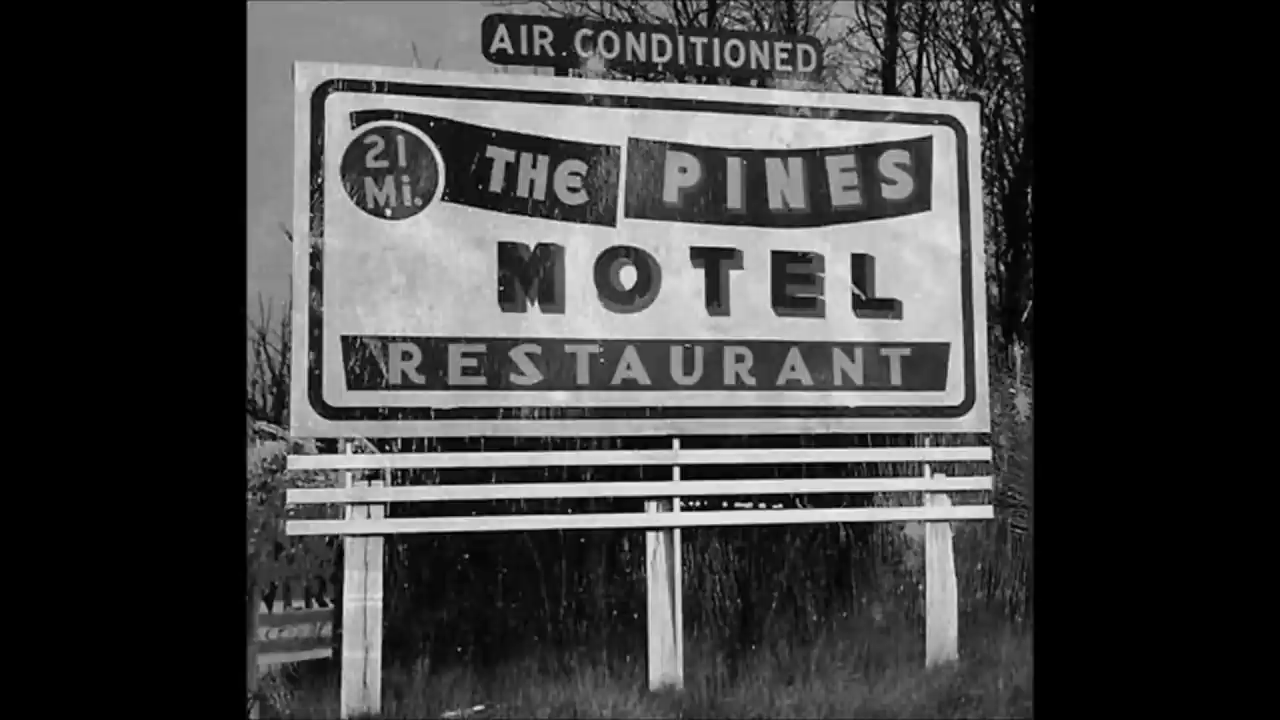 AIR CONDITIONED
21
Mi.
THE PINES
MOTEL
RESTAURANT